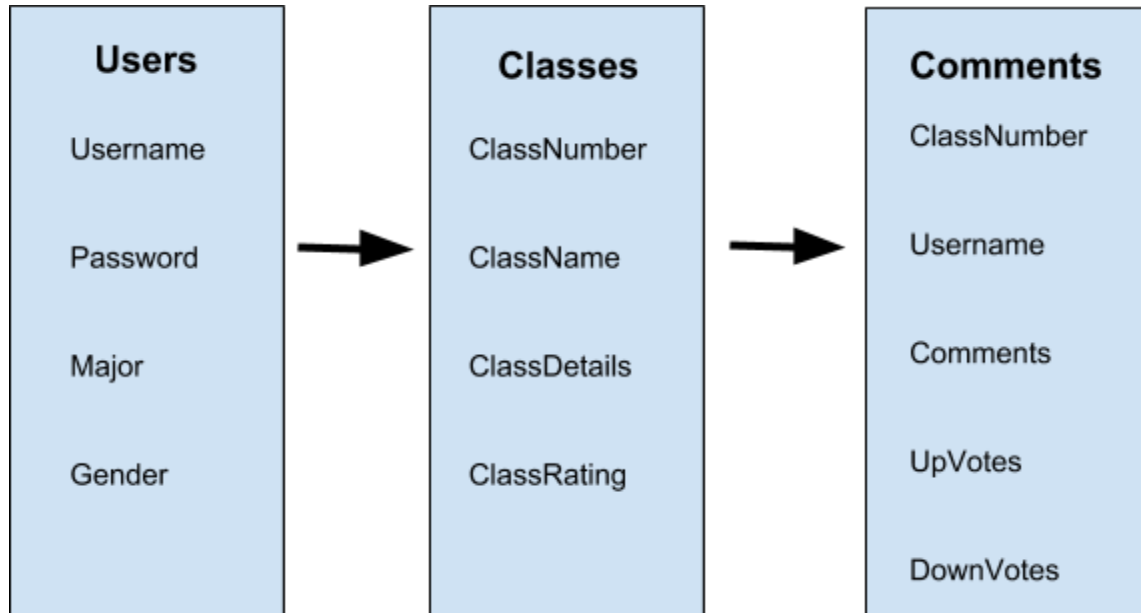 Users
Username
Password
Major
Gender
Classes
ClassNumber
ClassName
ClassDetails
ClassRating
Comments
ClassNumber
Username
Comments
UpVotes
DownVotes